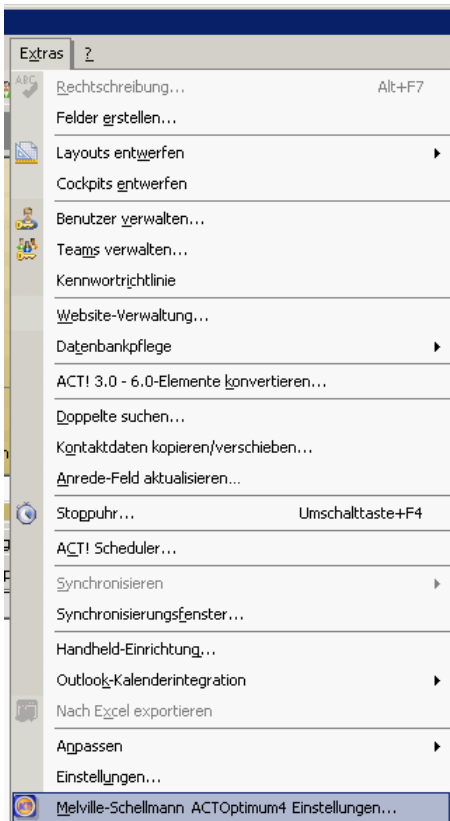 Extras ?
ABC
Rechtschreibung... Alt+F7
Felder erstellen...
Layouts entwerfen
Cockpits entwerfen
Benutzer verwalten...
Teams verwalten...
Kennwortrichtlinie
Website-Verwaltung...
Datenbankpflege
ACT! 3.0 - 6.0-Elemente konvertieren...
Doppelte suchen...
Kontaktdaten kopieren/verschieben...
Anrede-Feld aktualisieren...
Stoppuhr... Umschalttaste+F4
ACT! Scheduler...
Synchronisieren
Synchronisierungsfenster...
Handheld-Einrichtung...
Outlook-Kalenderintegration
Nach Excel exportieren
Anpassen
Einstellungen...
Melville-Schellmann ACTOptimum4 Einstellungen...